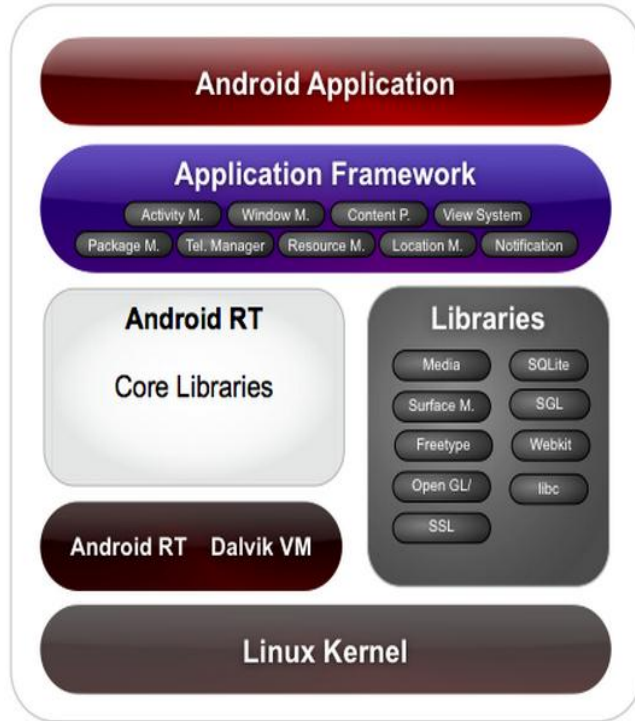 Android Application
Application Framework
Activity M. Window M. Content P. View System
Package M. Tel. Manager Resource M. Location M. Notification
Android RT
Core Libraries
Android RT Dalvik VM
Libraries
Media SQLite
Surface M. SGL
Freetype Webkit
Open GL/ libc
SSL
Linux Kernel